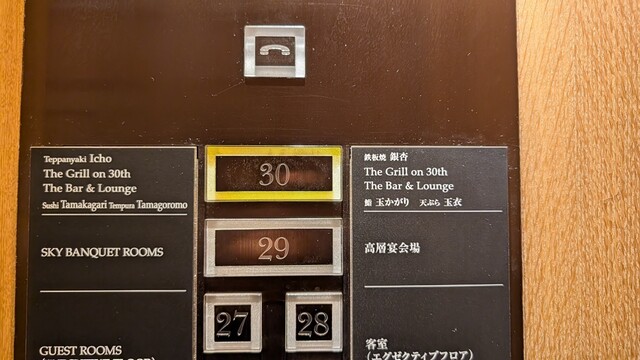 Teppanyaki Icho
The Grill on 30th
The Bar & Lounge
Sushi Tamakagari Tempura Tamagoromo
SKY BANQUET ROOMS
GUEST ROOMS
30
29
27
28
鉄板焼 銀杏
The Grill on 30th
The Bar & Lounge
鮨 玉かがり 天ぷら 玉衣
高層宴会場
客室
(エグゼクティブフロア)